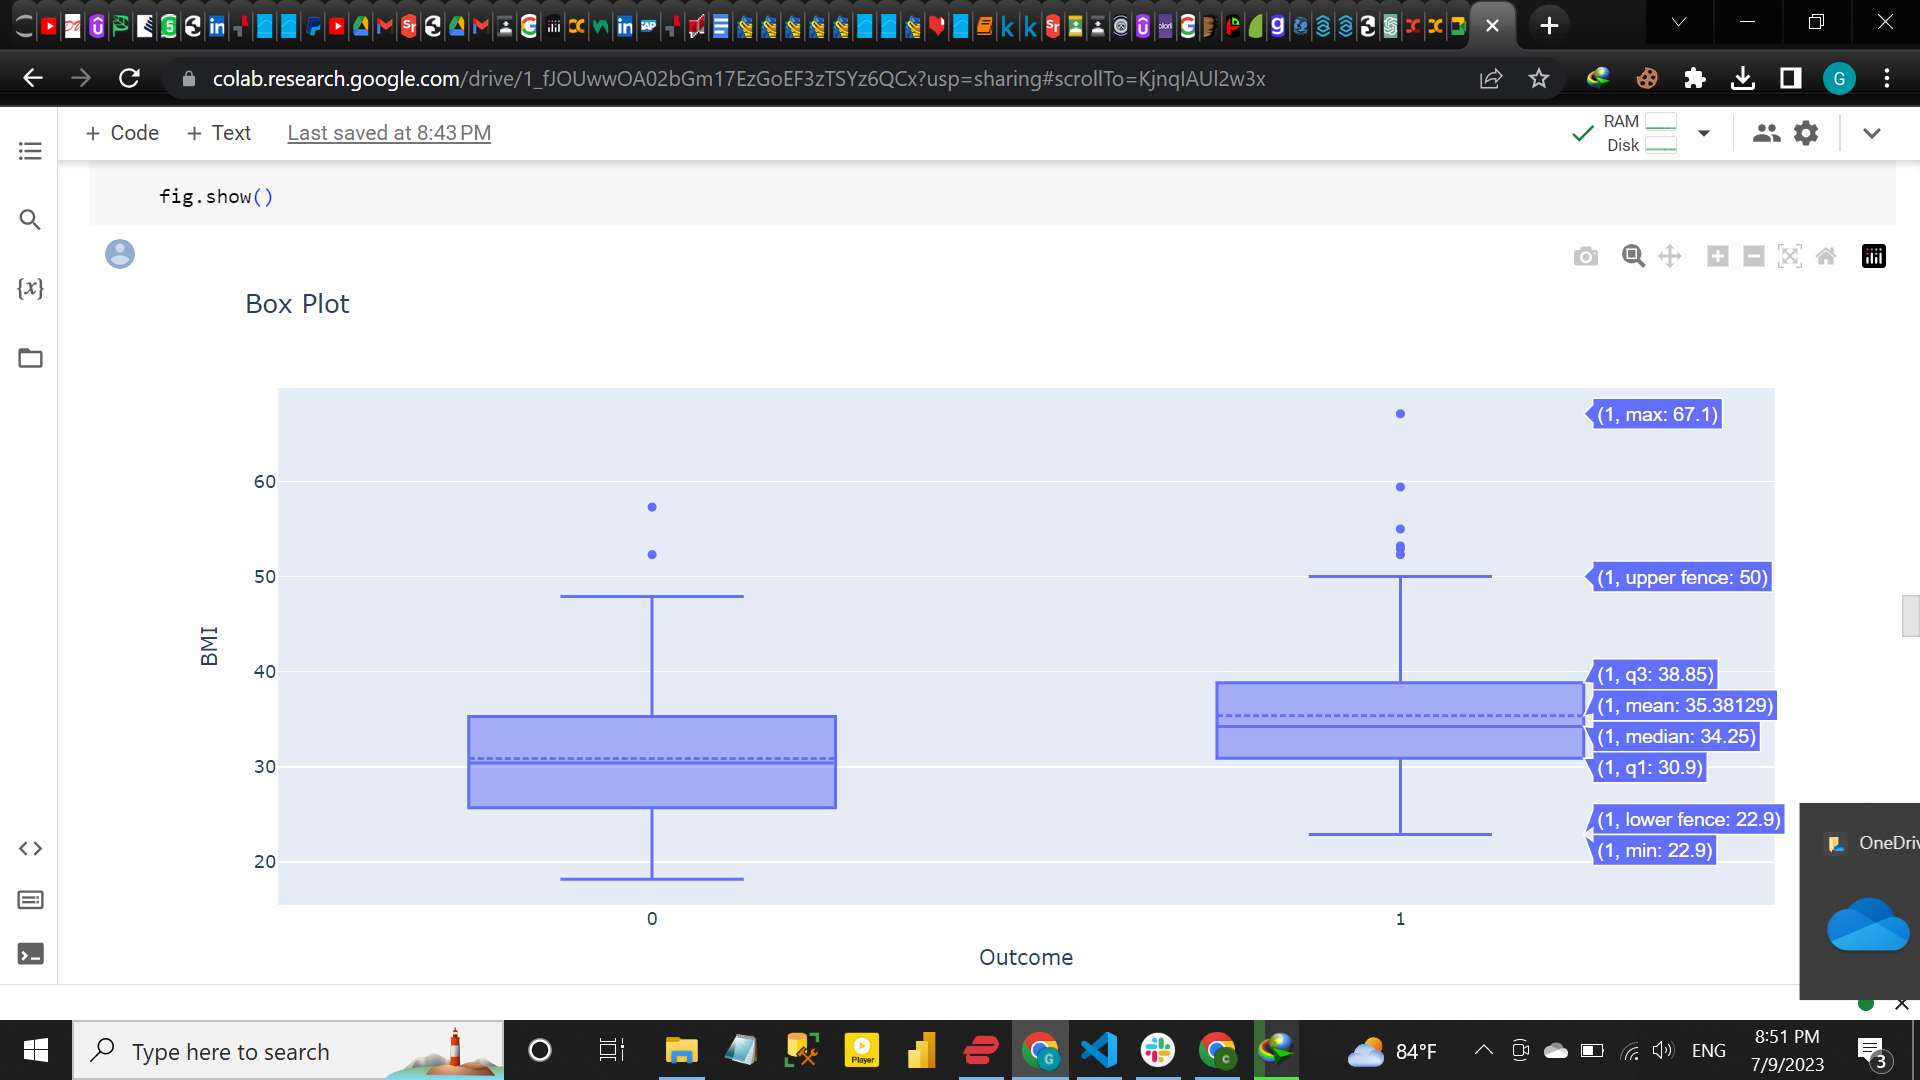 colab.research.google.com/drive/1_fJOUwwOA02bGm17EzGoEF3zTSYz6QCx?usp=sharing#scrollTo=KjnqIAUl2w3x
G
+ Code + Text Last saved at 8:43 PM
RAM
Disk
fig.show()
{x}
Box Plot
(1, max: 67.1)
60
50
(1, upper fence: 50)
40
(1, q3: 38.85)
(1, mean: 35.38129)
(1, median: 34.25)
30
(1, q1: 30.9)
(1, lower fence: 22.9)
(1, min: 22.9)
20
BMI
0 1
Outcome
OneDriv
Type here to search
Player
84°F
ENG
8:51 PM
7/9/2023
3